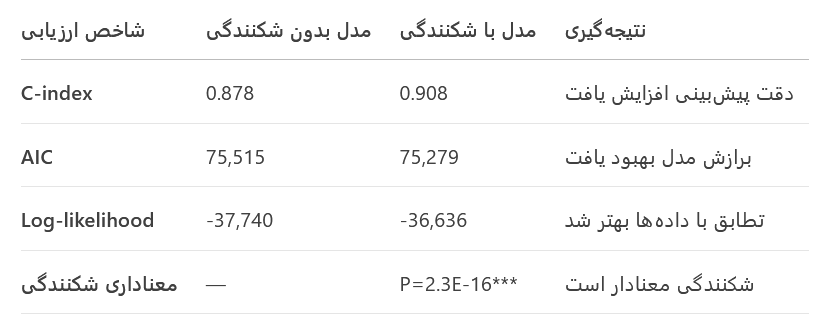 شاخص ارزیابی مدل بدون شکنندگی مدل با شکنندگی نتیجه‌گیری
C-index 0.878 0.908 دقت پیش‌بینی افزایش یافت
AIC 75,515 75,279 برازش مدل بهبود یافت
Log-likelihood -37,740 -36,636 تطابق با داده‌ها بهتر شد
معناداری شکنندگی — P=2.3E-16*** شکنندگی معنادار است